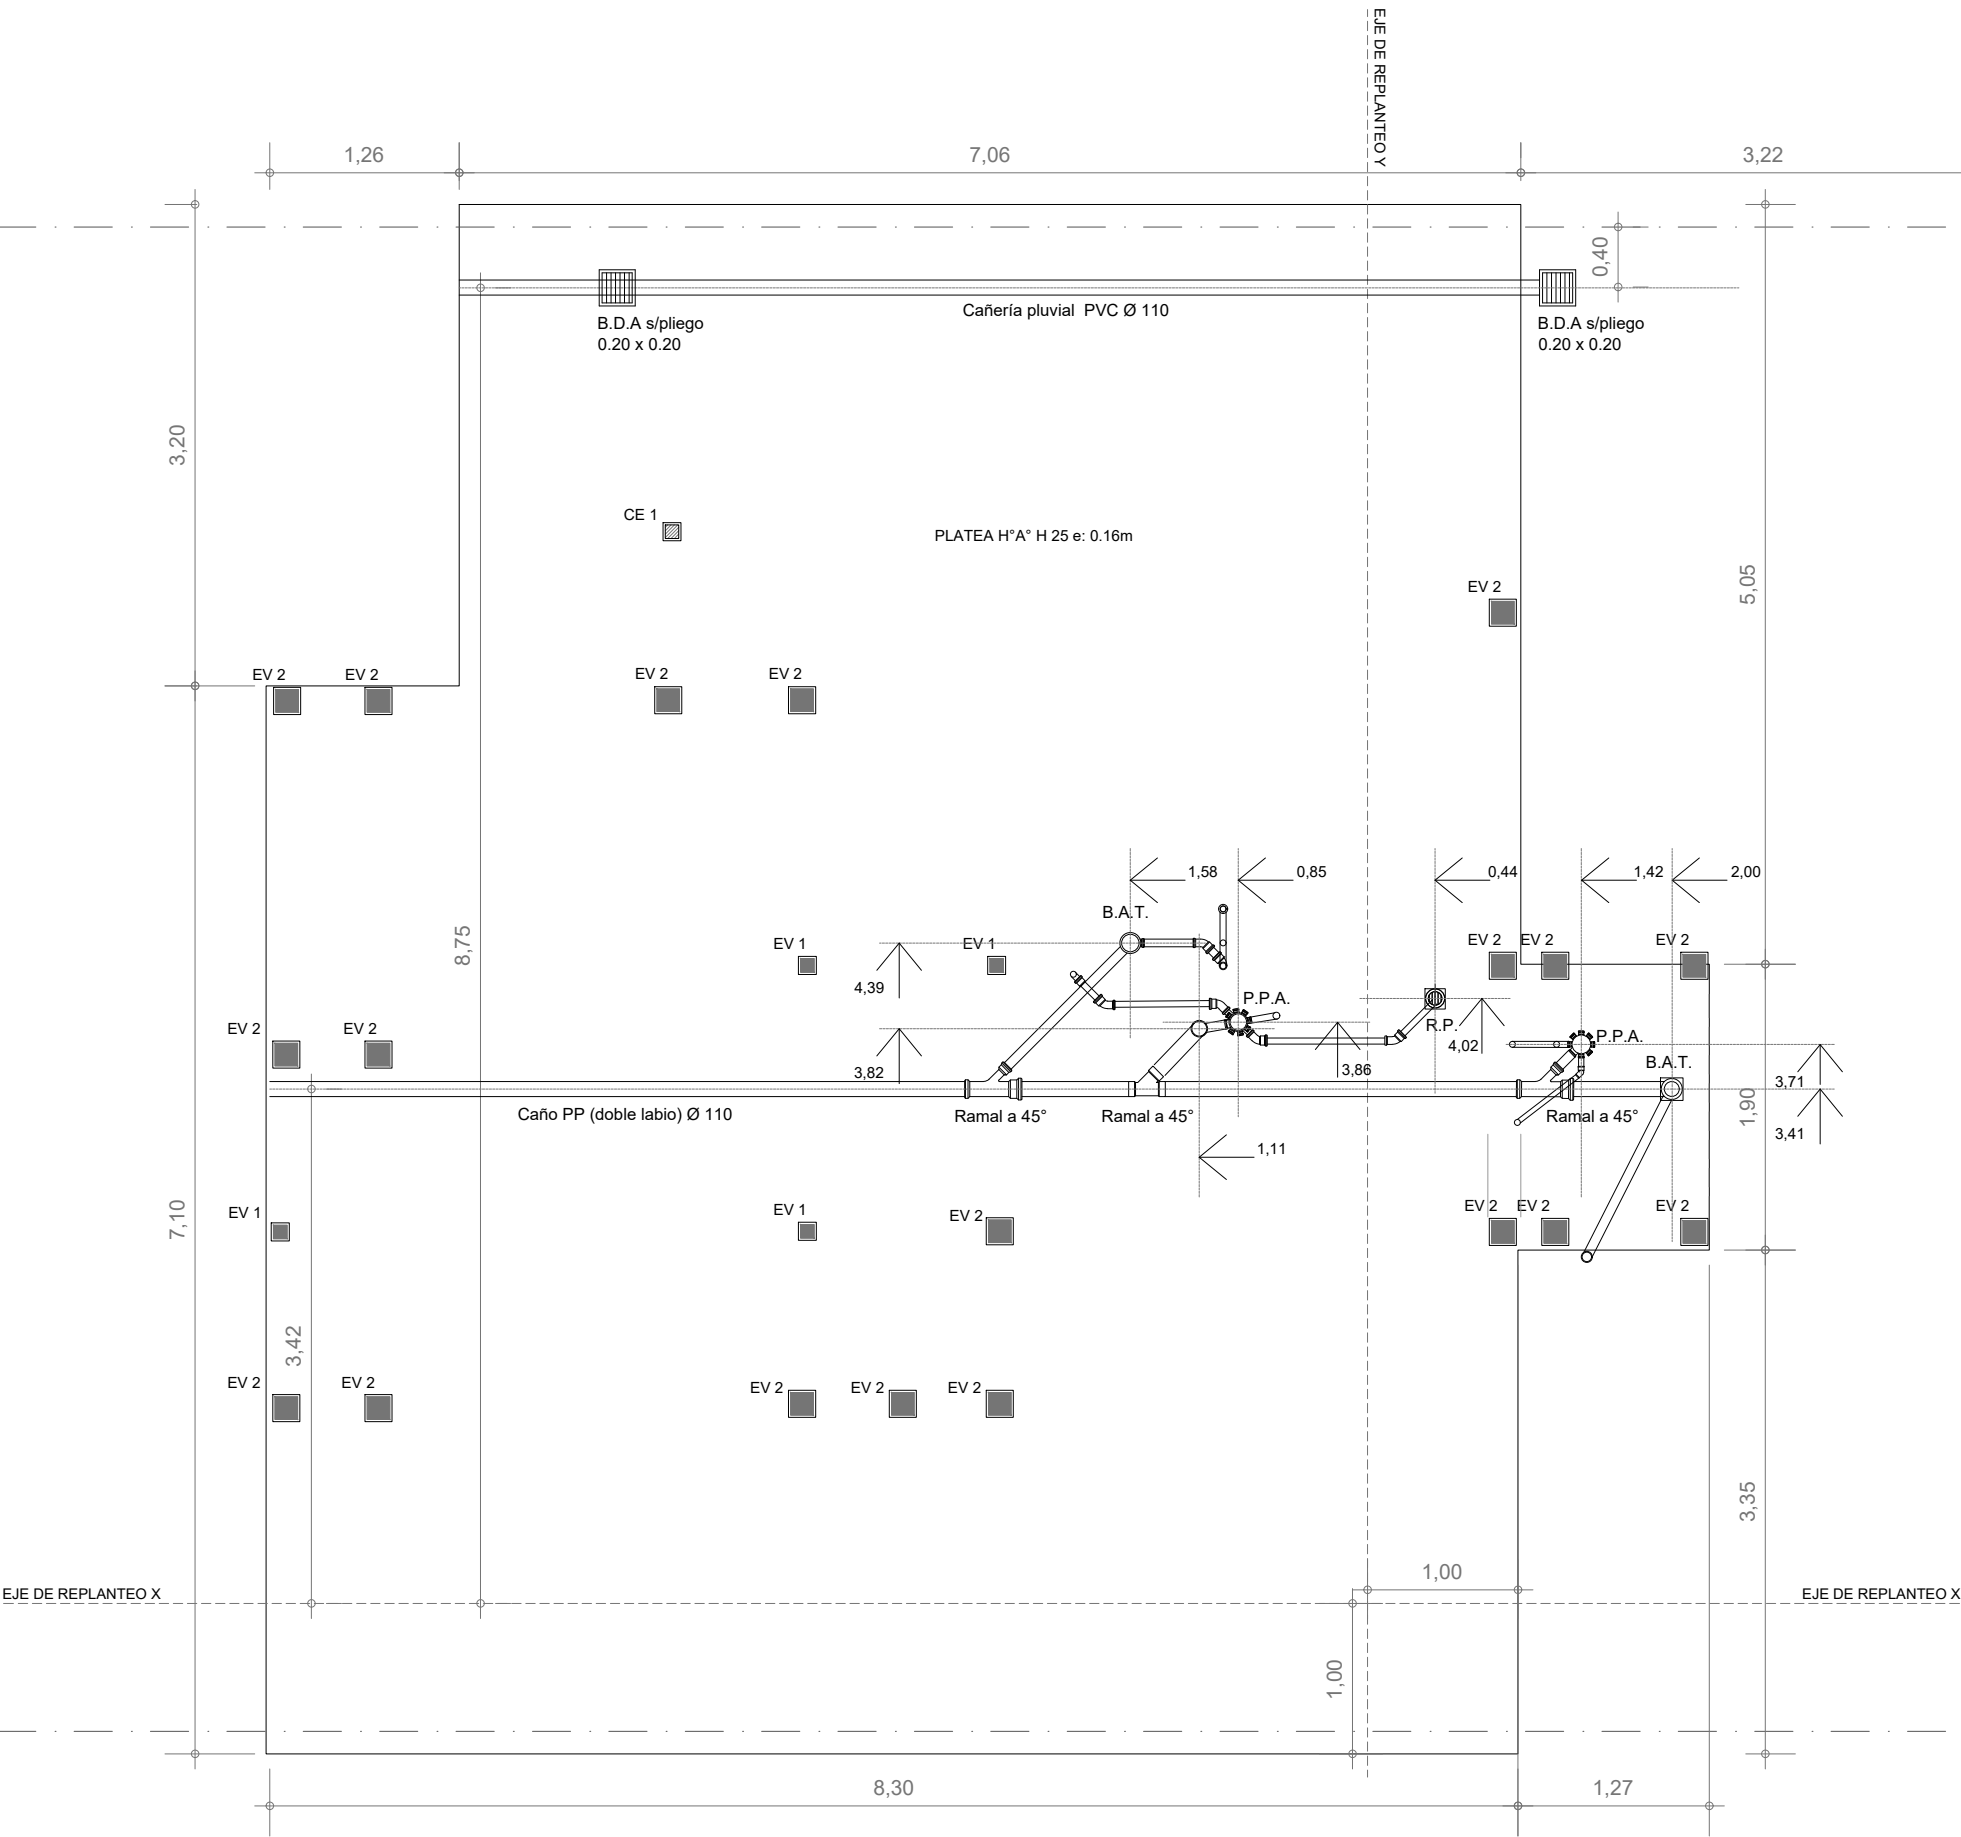 EJE DE REPLANTEO Y
1,26
7,06
3,22
0,40
Cañería pluvial PVC Ø 110
B.D.A s/pliego
0.20 x 0.20
B.D.A s/pliego
0.20 x 0.20
3,20
CE 1
PLATEA H°A° H 25 e: 0.16m
5,05
EV 2
EV 2
EV 2
EV 2
EV 2
1,58
0,85
0,44
1,42
2,00
B.A.T.
8,75
EV 1
EV 1
EV 2
EV 2
EV 2
4,39
P.P.A.
R.P.
EV 2
EV 2
4,02
P.P.A.
B.A.T.
3,82
3,86
3,71
1,90
Caño PP (doble labio) Ø 110
Ramal a 45°
Ramal a 45°
Ramal a 45°
3,41
1,11
7,10
EV 1
EV 1
EV 2
EV 2
EV 2
EV 2
3,42
EV 2
EV 2
EV 2
EV 2
EV 2
3,35
1,00
EJE DE REPLANTEO X
EJE DE REPLANTEO X
1,00
8,30
1,27